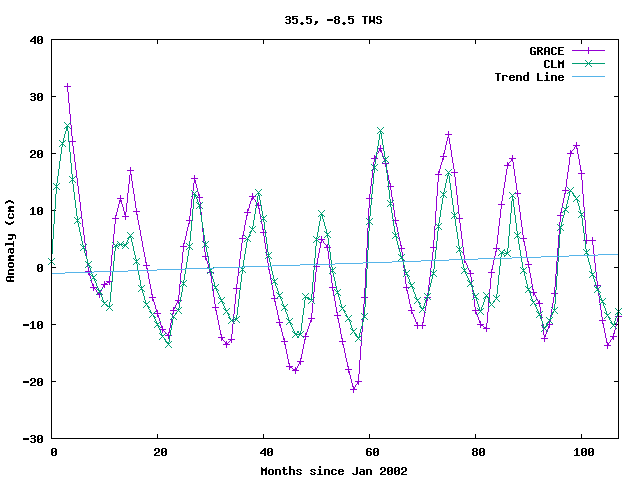 35.5, -8.5 TWS
GRACE
CLM
Trend Line
40
30
20
10
0
-10
-20
-30
Anomaly (cm)
0 20 40 60 80 100
Months since Jan 2002